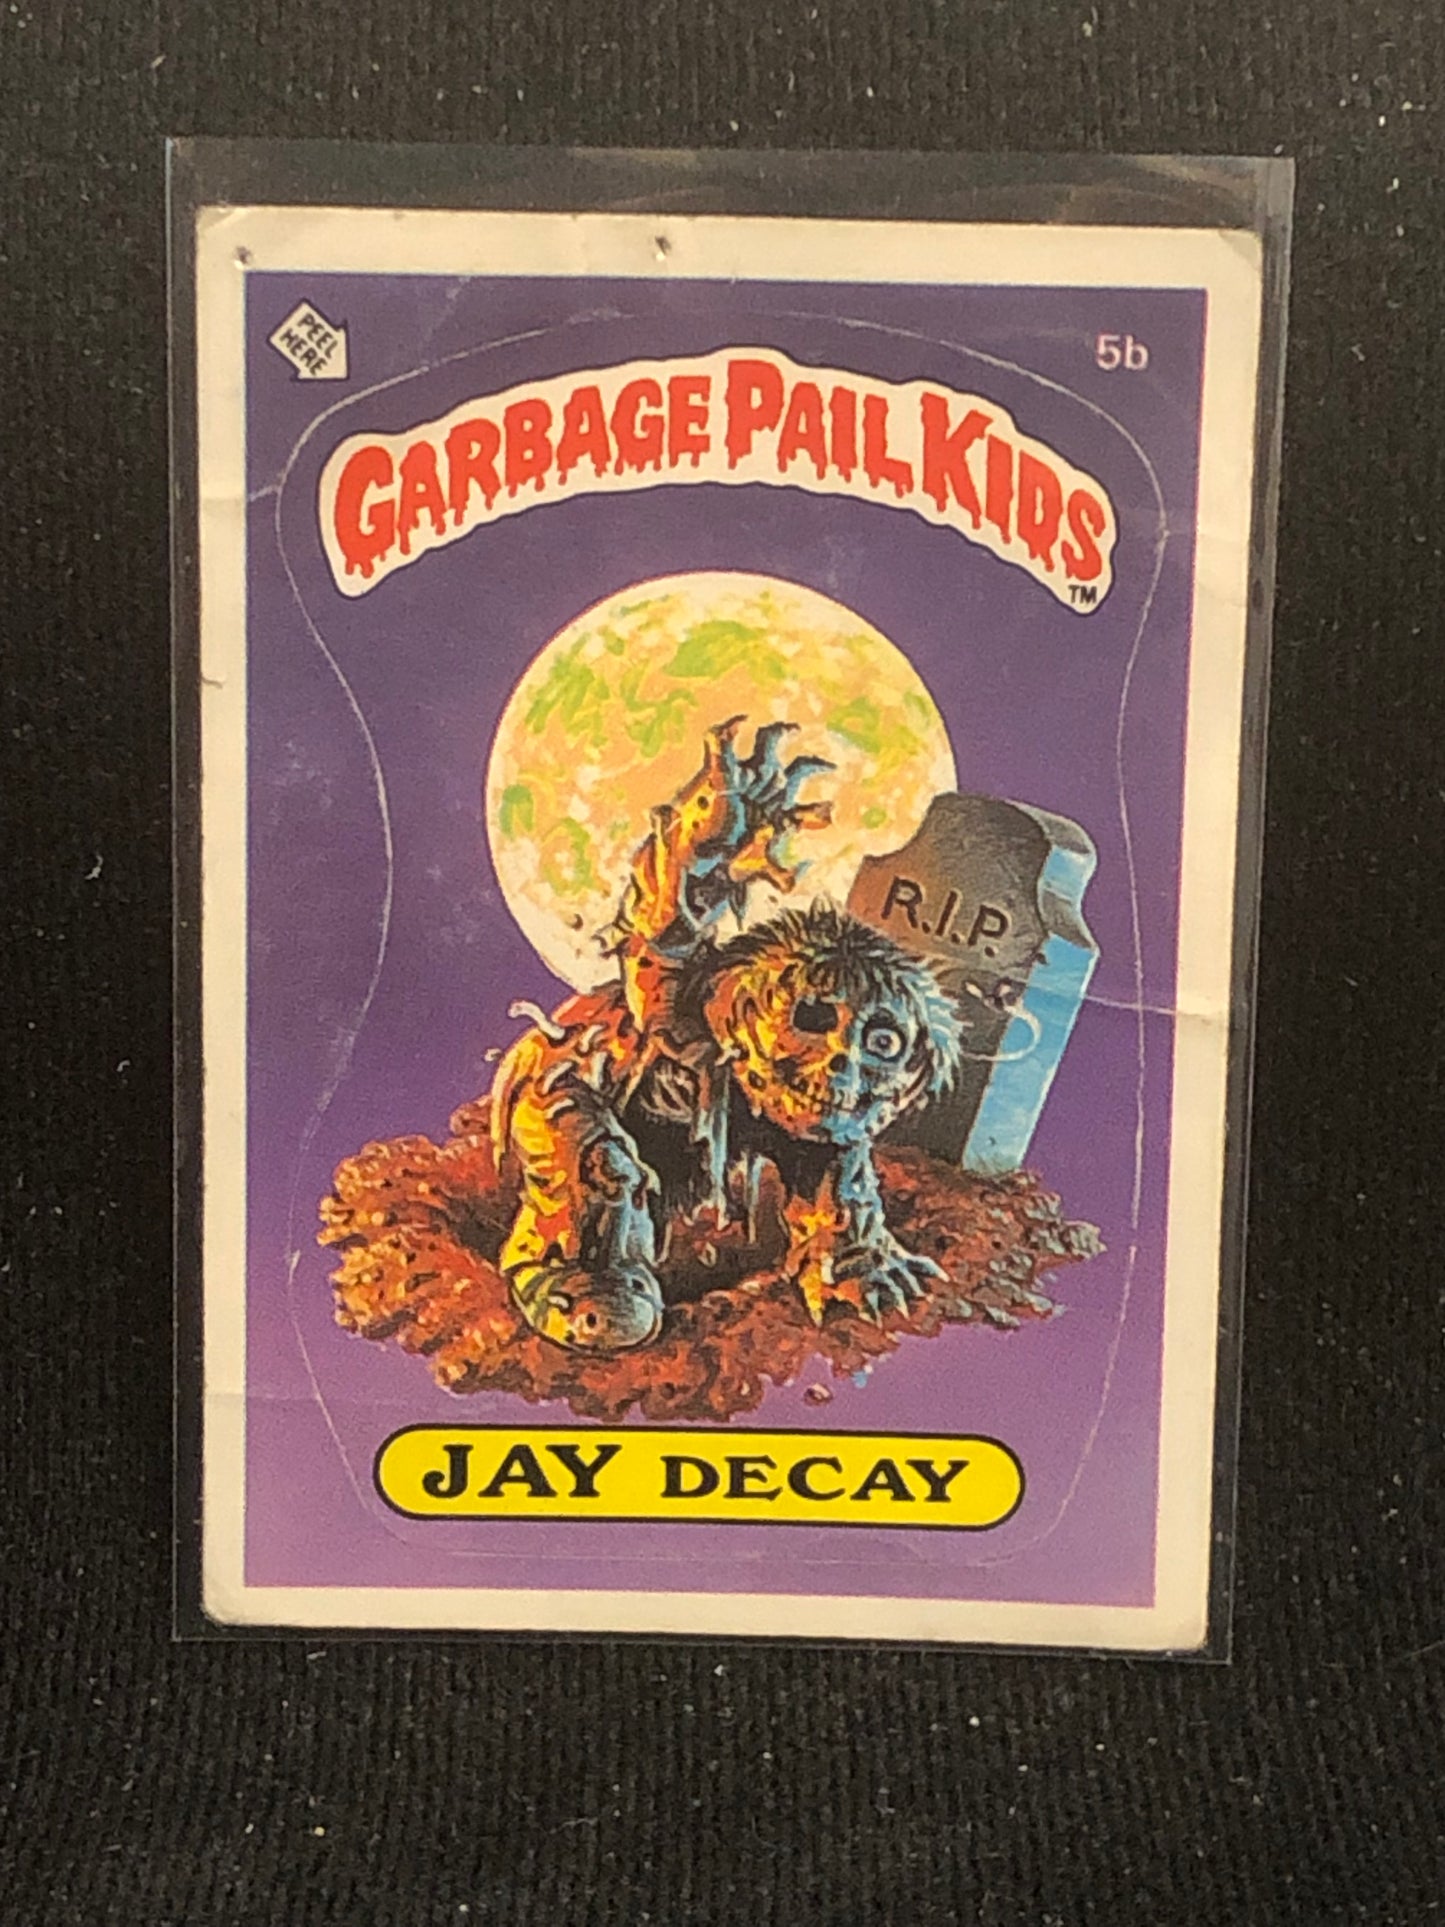 PEEL
HERE
5b
GARBAGE PAIL KIDS
TM
R.I.P.
JAY DECAY